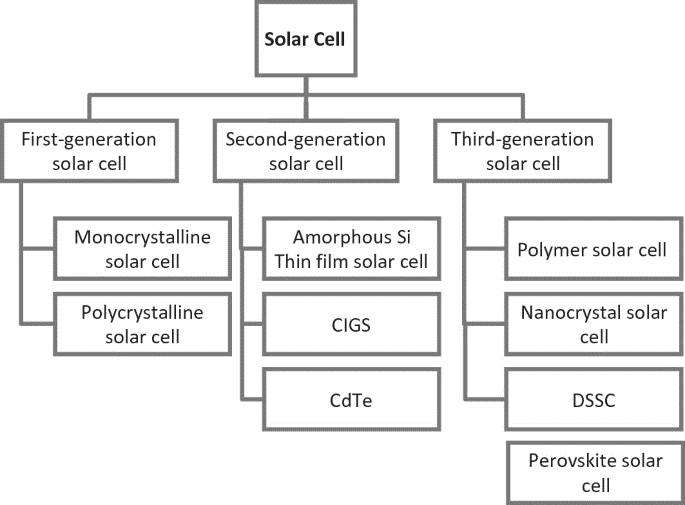 Solar Cell
First-generation
solar cell
Second-generation
solar cell
Third-generation
solar cell
Monocrystalline
solar cell
Polycrystalline
solar cell
Amorphous Si
Thin film solar cell
CIGS
CdTe
Polymer solar cell
Nanocrystal solar
cell
DSSC
Perovskite solar
cell